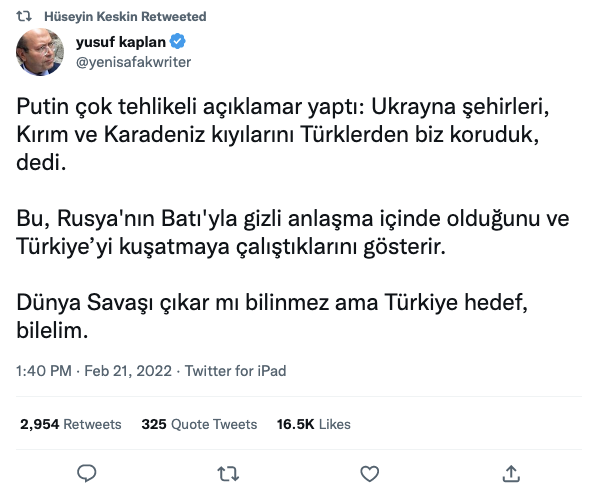 Hüseyin Keskin Retweeted
yusuf kaplan
@yenisafakwriter
Putin çok tehlikeli açıklamar yaptı: Ukrayna şehirleri,
Kırım ve Karadeniz kıyılarını Türklerden biz koruduk,
dedi.
Bu, Rusya'nın Batı'yla gizli anlaşma içinde olduğunu ve
Türkiye’yi kuşatmaya çalıştıklarını gösterir.
Dünya Savaşı çıkar mı bilinmez ama Türkiye hedef,
bilelim.
1:40 PM · Feb 21, 2022 · Twitter for iPad
2,954 Retweets 325 Quote Tweets 16.5K Likes